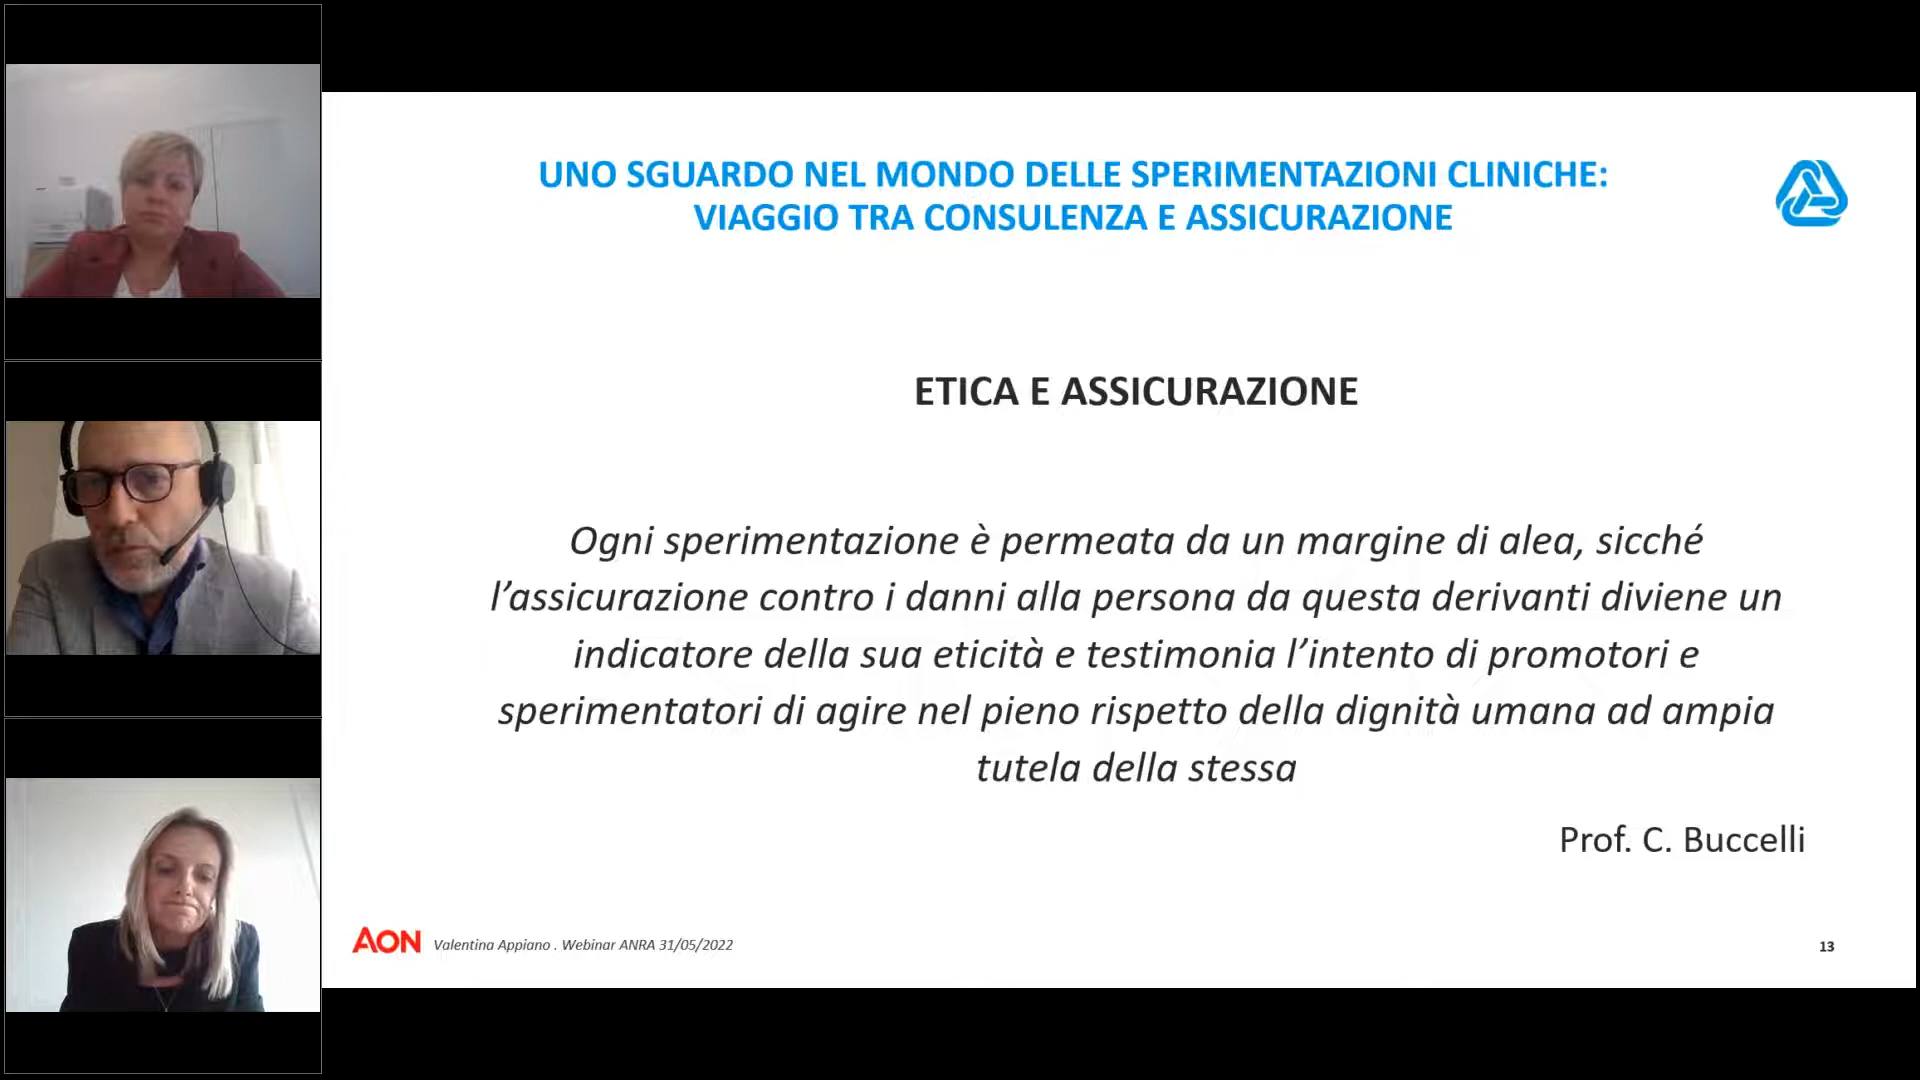 UNO SGUARDO NEL MONDO DELLE SPERIMENTAZIONI CLINICHE:
VIAGGIO TRA CONSULENZA E ASSICURAZIONE
ETICA E ASSICURAZIONE
Ogni sperimentazione è permeata da un margine di alea, sicché
l’assicurazione contro i danni alla persona da questa derivanti diviene un
indicatore della sua eticità e testimonia l’intento di promotori e
sperimentatori di agire nel pieno rispetto della dignità umana ad ampia
tutela della stessa
Prof. C. Buccelli
AON Valentina Appiano . Webinar ANRA 31/05/2022
13